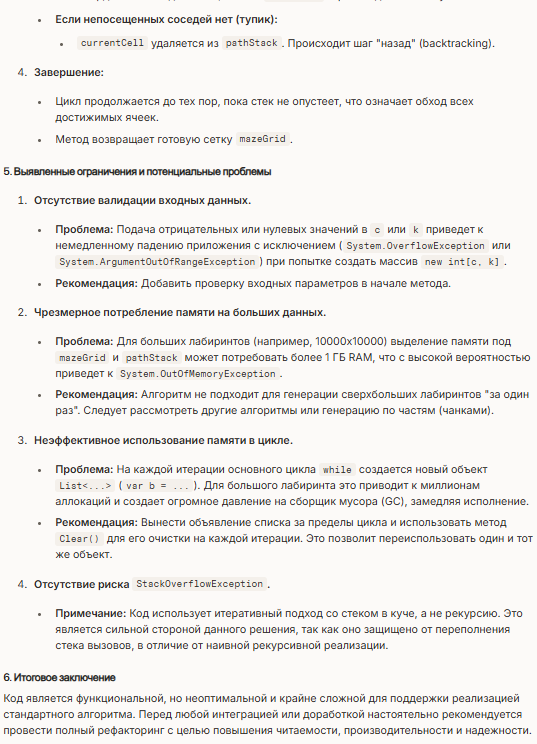 Если непосещенных соседей нет (тупик):
currentCell удаляется из pathStack. Происходит шаг "назад" (backtracking).
4. Завершение:
Цикл продолжается до тех пор, пока стек не опустеет, что означает обход всех
достижимых ячеек.
Метод возвращает готовую сетку mazeGrid.
5. Выявленные ограничения и потенциальные проблемы
1. Отсутствие валидации входных данных.
Проблема: Подача отрицательных или нулевых значений в c или k приведет к
немедленному падению приложения с исключением ( System.OverflowException или
System.ArgumentOutOfRangeException ) при попытке создать массив new int[c, k] .
Рекомендация: Добавить проверку входных параметров в начале метода.
2. Чрезмерное потребление памяти на больших данных.
Проблема: Для больших лабиринтов (например, 10000x10000) выделение памяти под
mazeGrid и pathStack может потребовать более 1 ГБ RAM, что с высокой вероятностью
приведет к System.OutOfMemoryException .
Рекомендация: Алгоритм не подходит для генерации сверхбольших лабиринтов "за один
раз". Следует рассмотреть другие алгоритмы или генерацию по частям (чанками).
3. Неэффективное использование памяти в цикле.
Проблема: На каждой итерации основного цикла while создается новый объект
List<...> ( var b = ... ). Для большого лабиринта это приводит к миллионам
аллокаций и создает огромное давление на сборщик мусора (GC), замедляя исполнение.
Рекомендация: Вынести объявление списка за пределы цикла и использовать метод
Clear() для его очистки на каждой итерации. Это позволит переиспользовать один и тот
же объект.
4. Отсутствие риска StackOverflowException .
Примечание: Код использует итеративный подход со стеком в куче, а не рекурсию. Это
является сильной стороной данного решения, так как оно защищено от переполнения
стека вызовов, в отличие от наивной рекурсивной реализации.
6. Итоговое заключение
Код является функциональной, но неоптимальной и крайне сложной для поддержки реализацией
стандартного алгоритма. Перед любой интеграцией или доработкой настоятельно рекомендуется
провести полный рефакторинг с целью повышения читаемости, производительности и надежности.